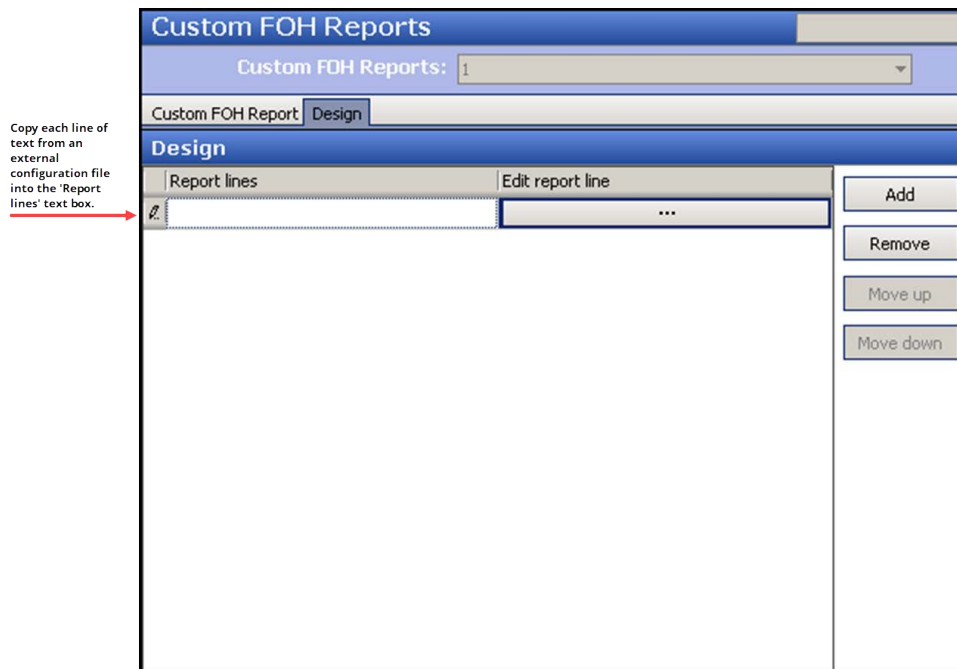 Custom FOH Reports
Custom FOH Reports: 1
Custom FOH Report Design
Design
Copy each line of
text from an
external
configuration file
into the 'Report
lines' text box.
Report lines Edit report line
...
Add
Remove
Move up
Move down